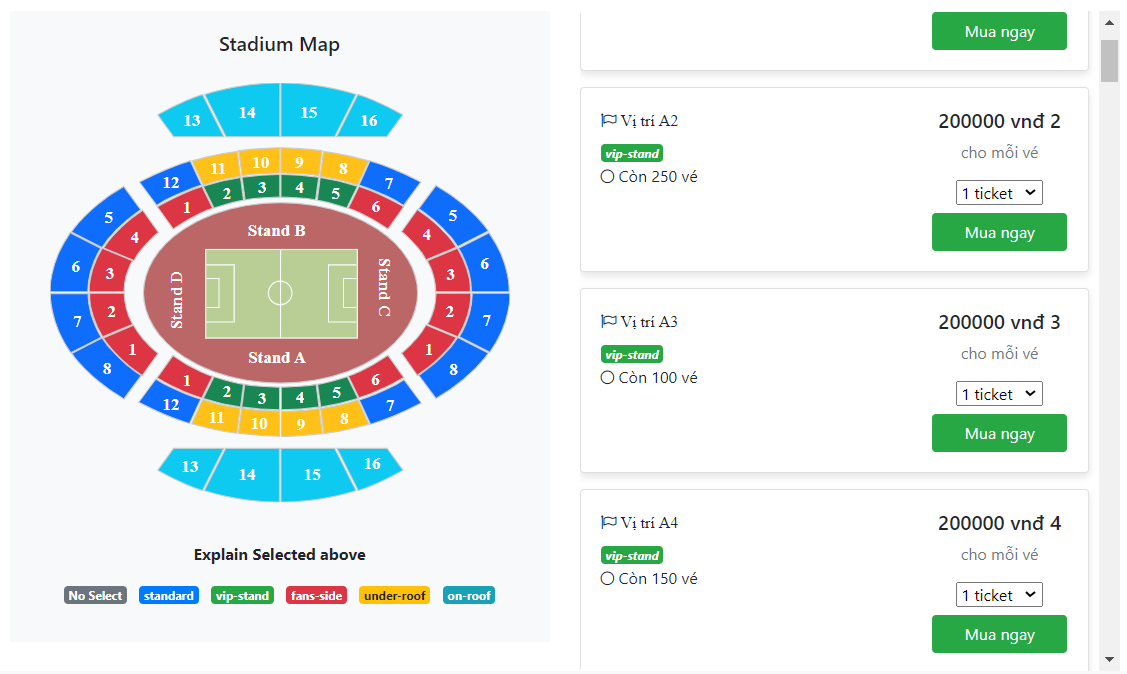 Stadium Map
13 14 15 16
11 10 9 8
12 2 3 4 5 7
1 6
5 4 Stand B 4 5
6 3 Stand D Stand C 3 6
7 2 2 7
8 1 Stand A 1 8
1 6
12 2 3 4 5 7
11 10 9 8
13 14 15 16
Explain Selected above
No Select standard vip-stand fans-side under-roof on-roof
Mua ngay
Vị trí A2 200000 vnđ 2
vip-stand cho mỗi vé
Còn 250 vé
1 ticket
Mua ngay
Vị trí A3 200000 vnđ 3
vip-stand cho mỗi vé
Còn 100 vé
1 ticket
Mua ngay
Vị trí A4 200000 vnđ 4
vip-stand cho mỗi vé
Còn 150 vé
1 ticket
Mua ngay